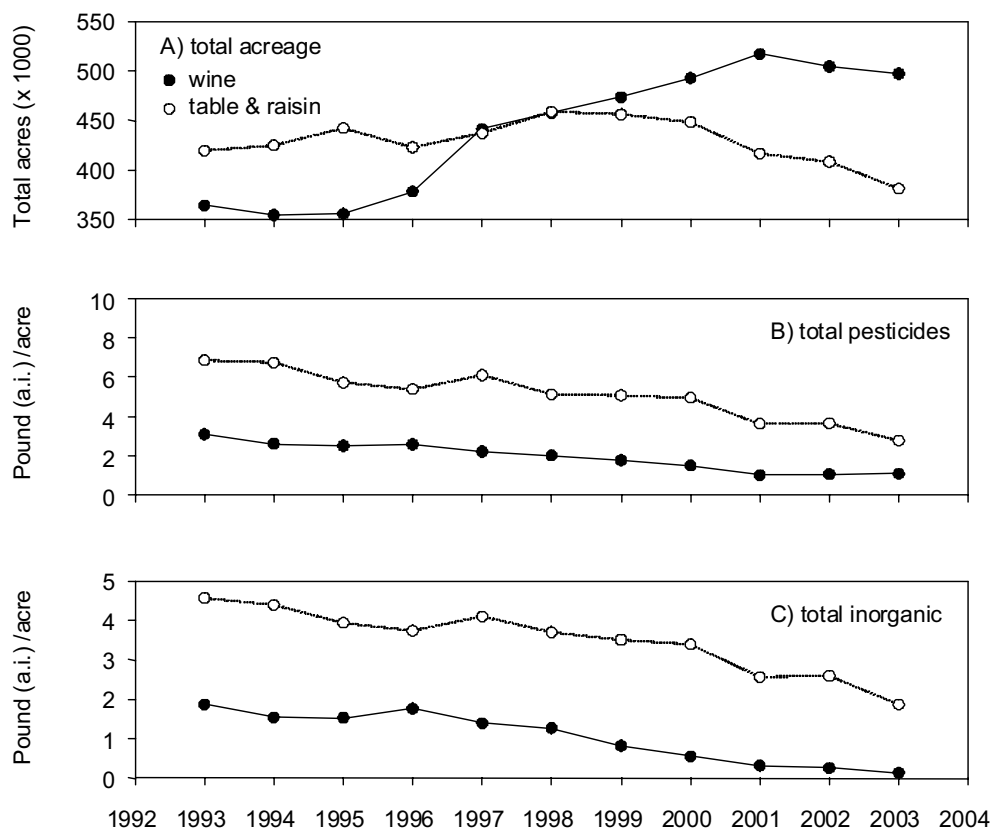 Total acres (x 1000)
550
500
450
400
350
A) total acreage
wine
table & raisin
Pound (a.i.) /acre
10
8
6
4
2
0
B) total pesticides
Pound (a.i.) /acre
5
4
3
2
1
0
C) total inorganic
1992 1993 1994 1995 1996 1997 1998 1999 2000 2001 2002 2003 2004